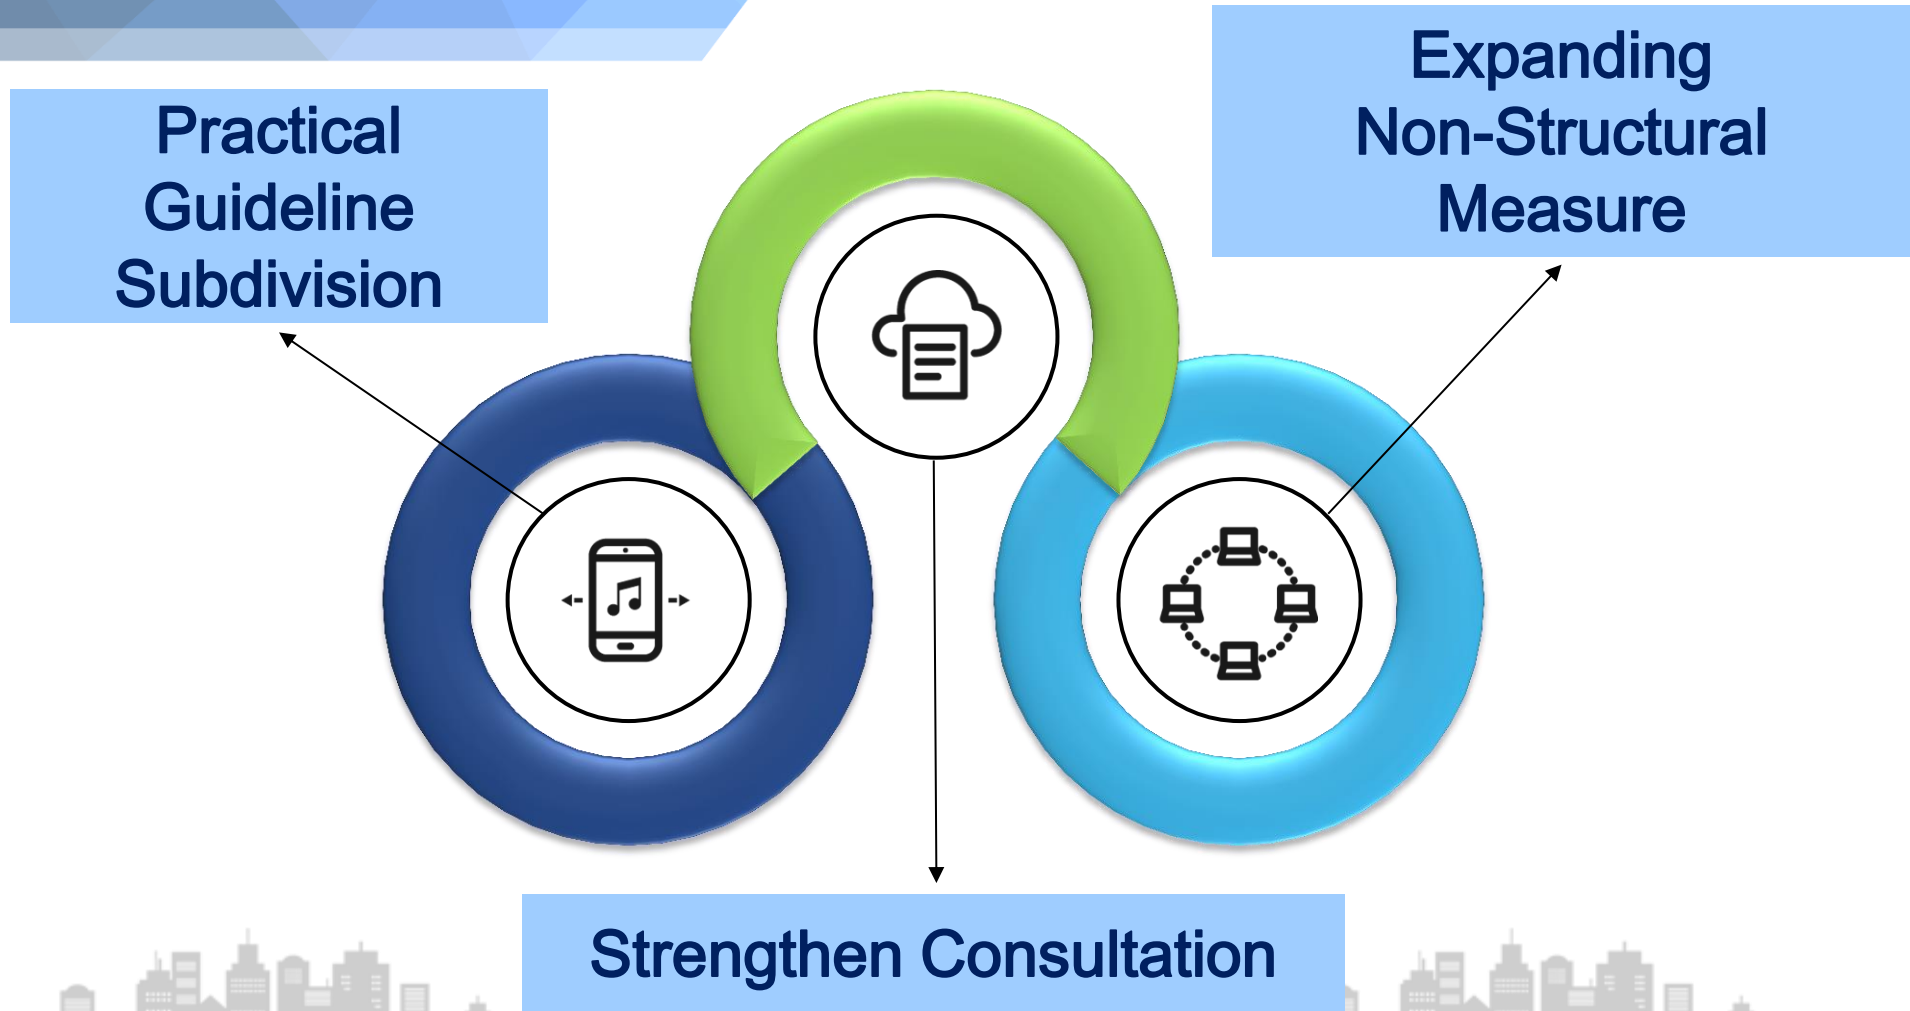 Practical
Guideline
Subdivision
Expanding
Non-Structural
Measure
Strengthen Consultation